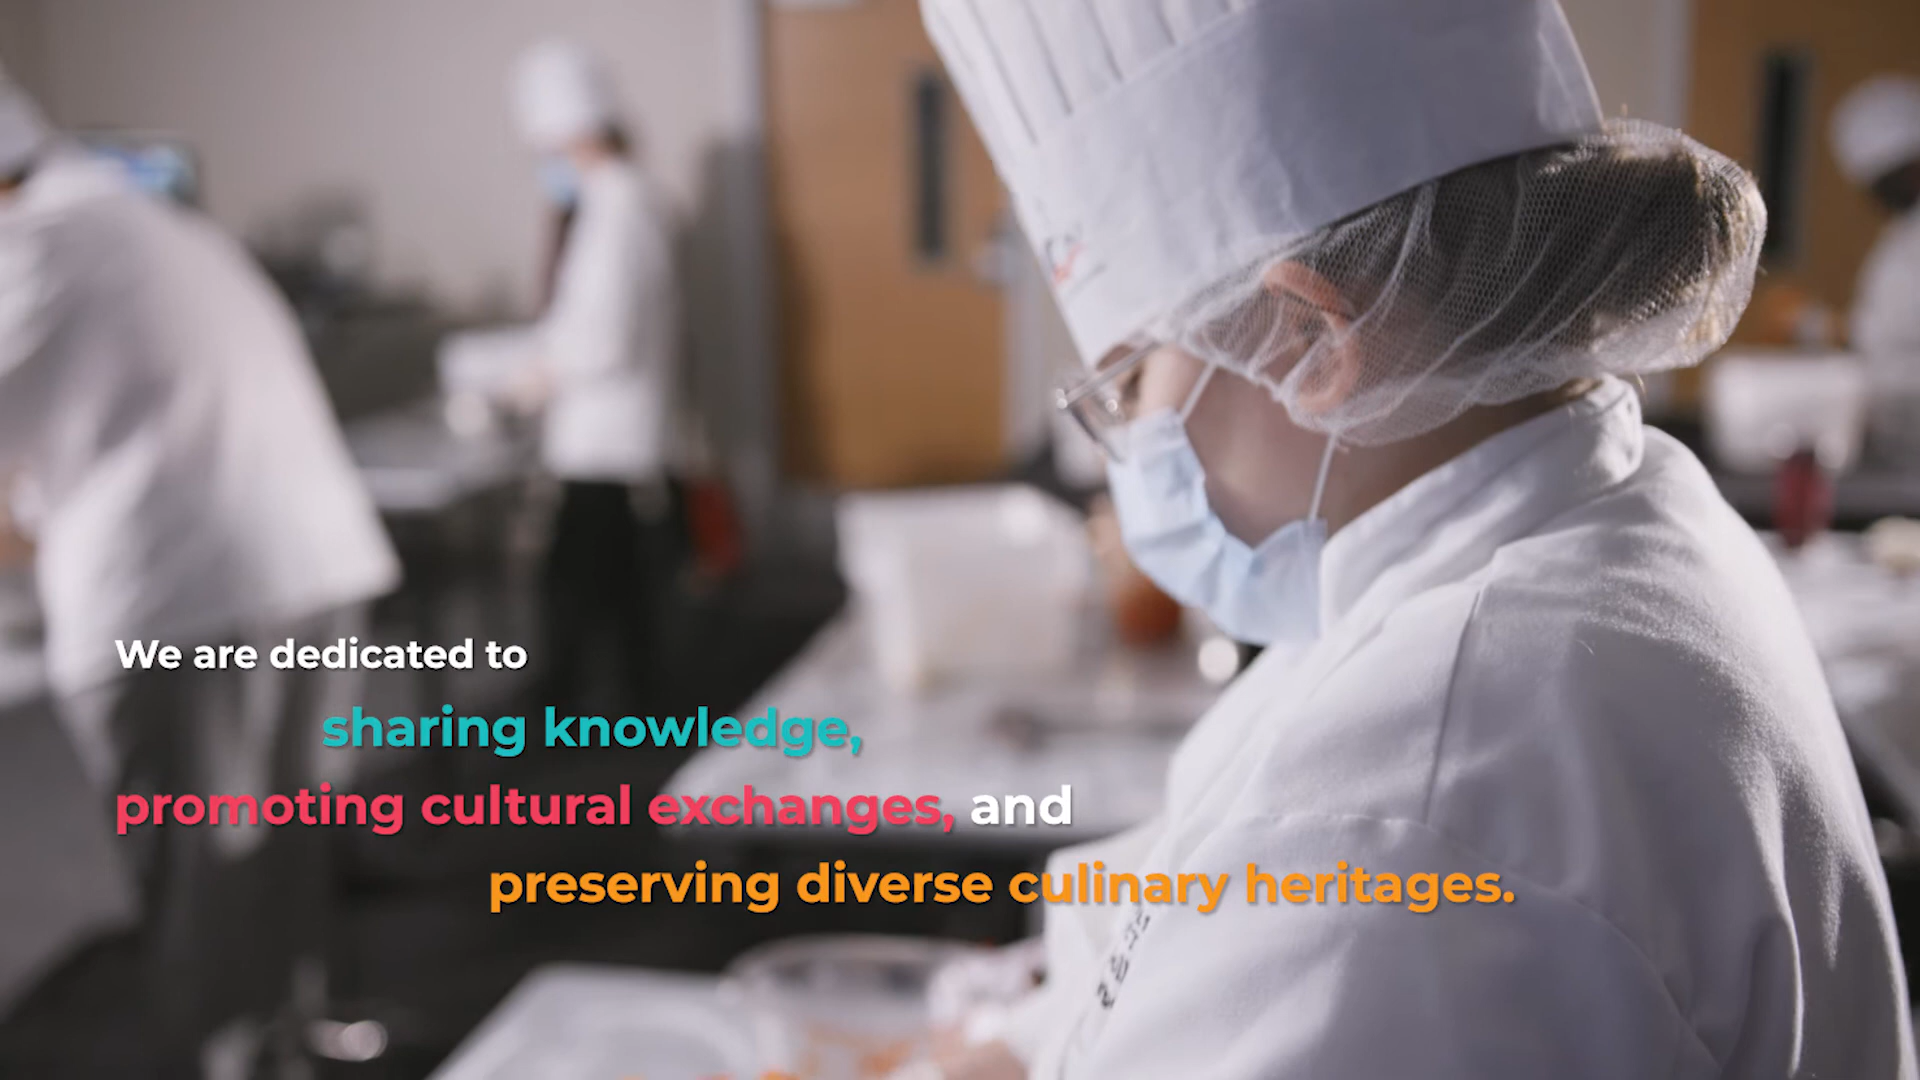 We are dedicated to
sharing knowledge,
promoting cultural exchanges, and
preserving diverse culinary heritages.